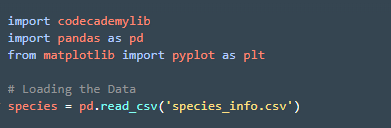 import codecademylib
import pandas as pd
from matplotlib import pyplot as plt
# Loading the Data
species = pd.read_csv('species_info.csv')